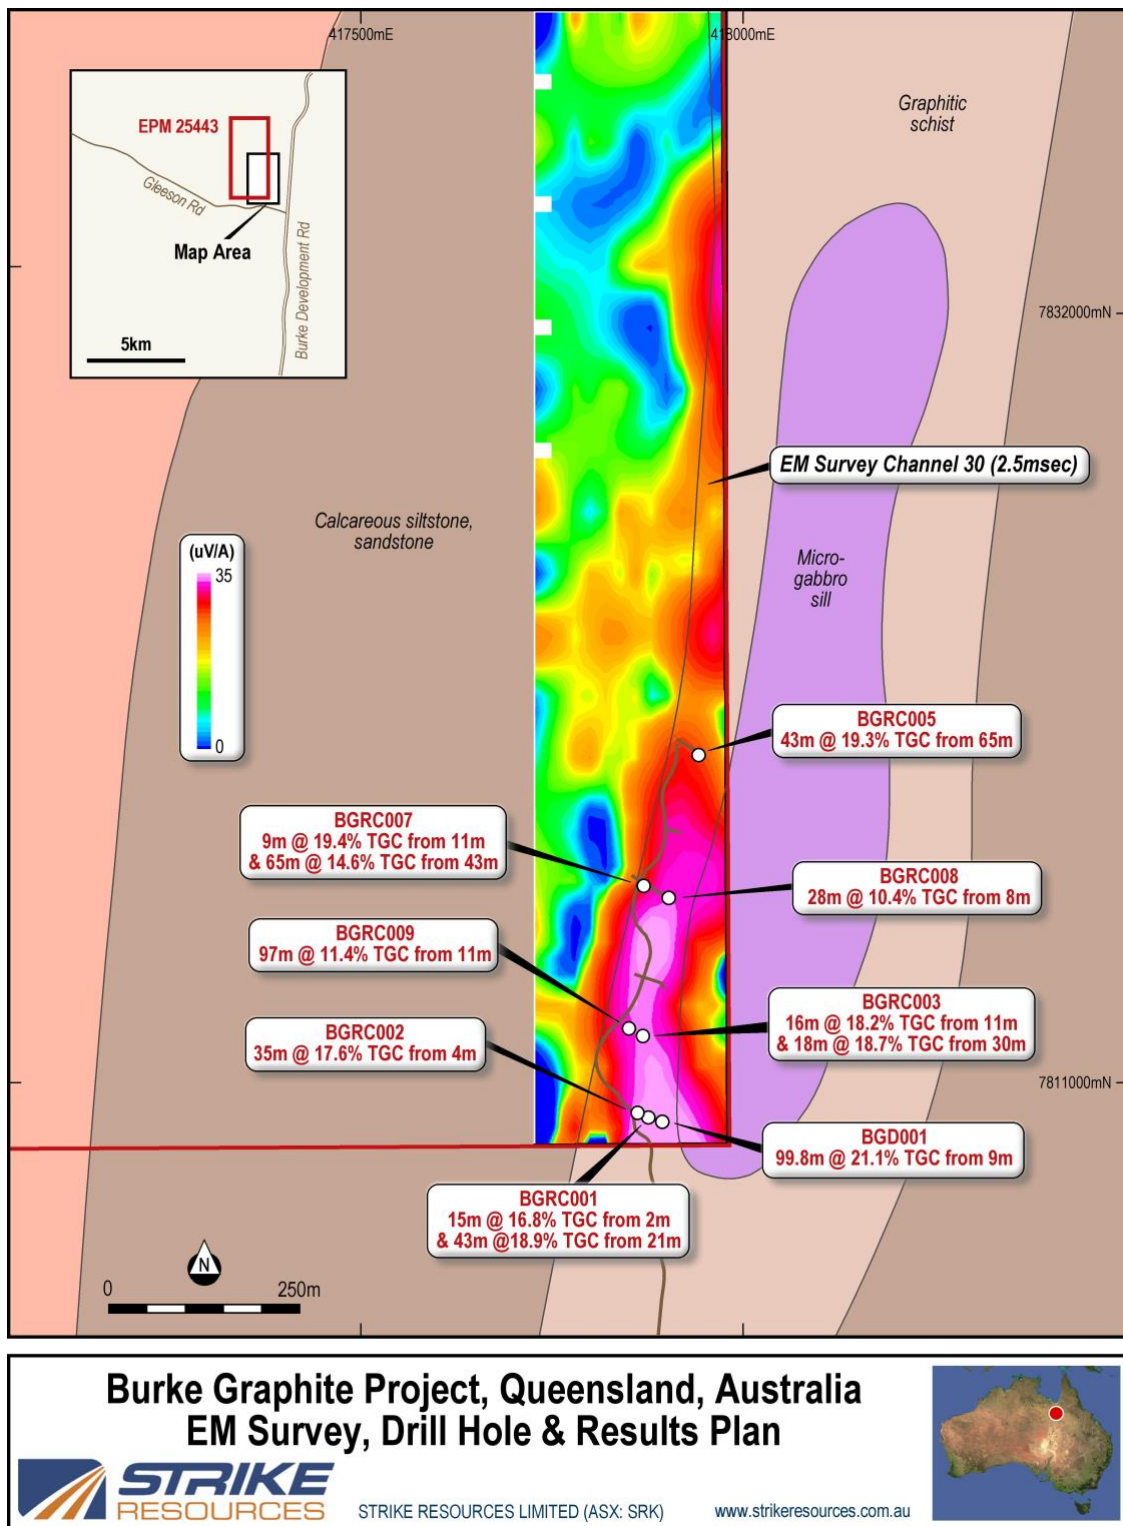 417500mE
418000mE
EPM 25443
Gleeson Rd
Map Area
Burke Development Rd
5km
Graphitic
schist
7832000mN
EM Survey Channel 30 (2.5msec)
Calcareous siltstone,
sandstone
(uV/A)
35
0
Micro-
gabbro
sill
BGRC005
43m @ 19.3% TGC from 65m
BGRC007
9m @ 19.4% TGC from 11m
& 65m @ 14.6% TGC from 43m
BGRC008
28m @ 10.4% TGC from 8m
BGRC009
97m @ 11.4% TGC from 11m
BGRC003
16m @ 18.2% TGC from 11m
& 18m @ 18.7% TGC from 30m
BGRC002
35m @ 17.6% TGC from 4m
7811000mN
BGD001
99.8m @ 21.1% TGC from 9m
BGRC001
15m @ 16.8% TGC from 2m
& 43m @18.9% TGC from 21m
N
0 250m
Burke Graphite Project, Queensland, Australia
EM Survey, Drill Hole & Results Plan
STRIKE
RESOURCES
STRIKE RESOURCES LIMITED (ASX: SRK)
www.strikeresources.com.au